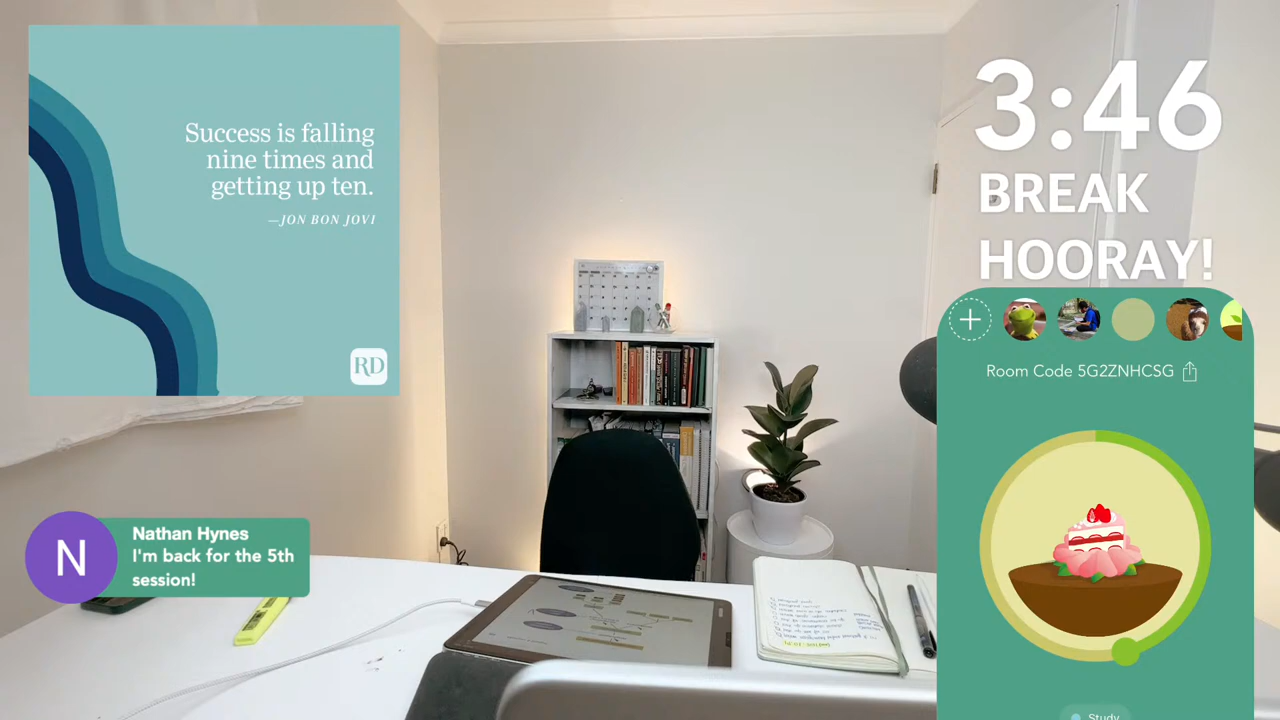 Success is falling
nine times and
getting up ten.
—JON BON JOVI
RD
3:46
BREAK
HOORAY!
Room Code 5G2ZNHCSG
N
Nathan Hynes
I'm back for the 5th
session!
Study